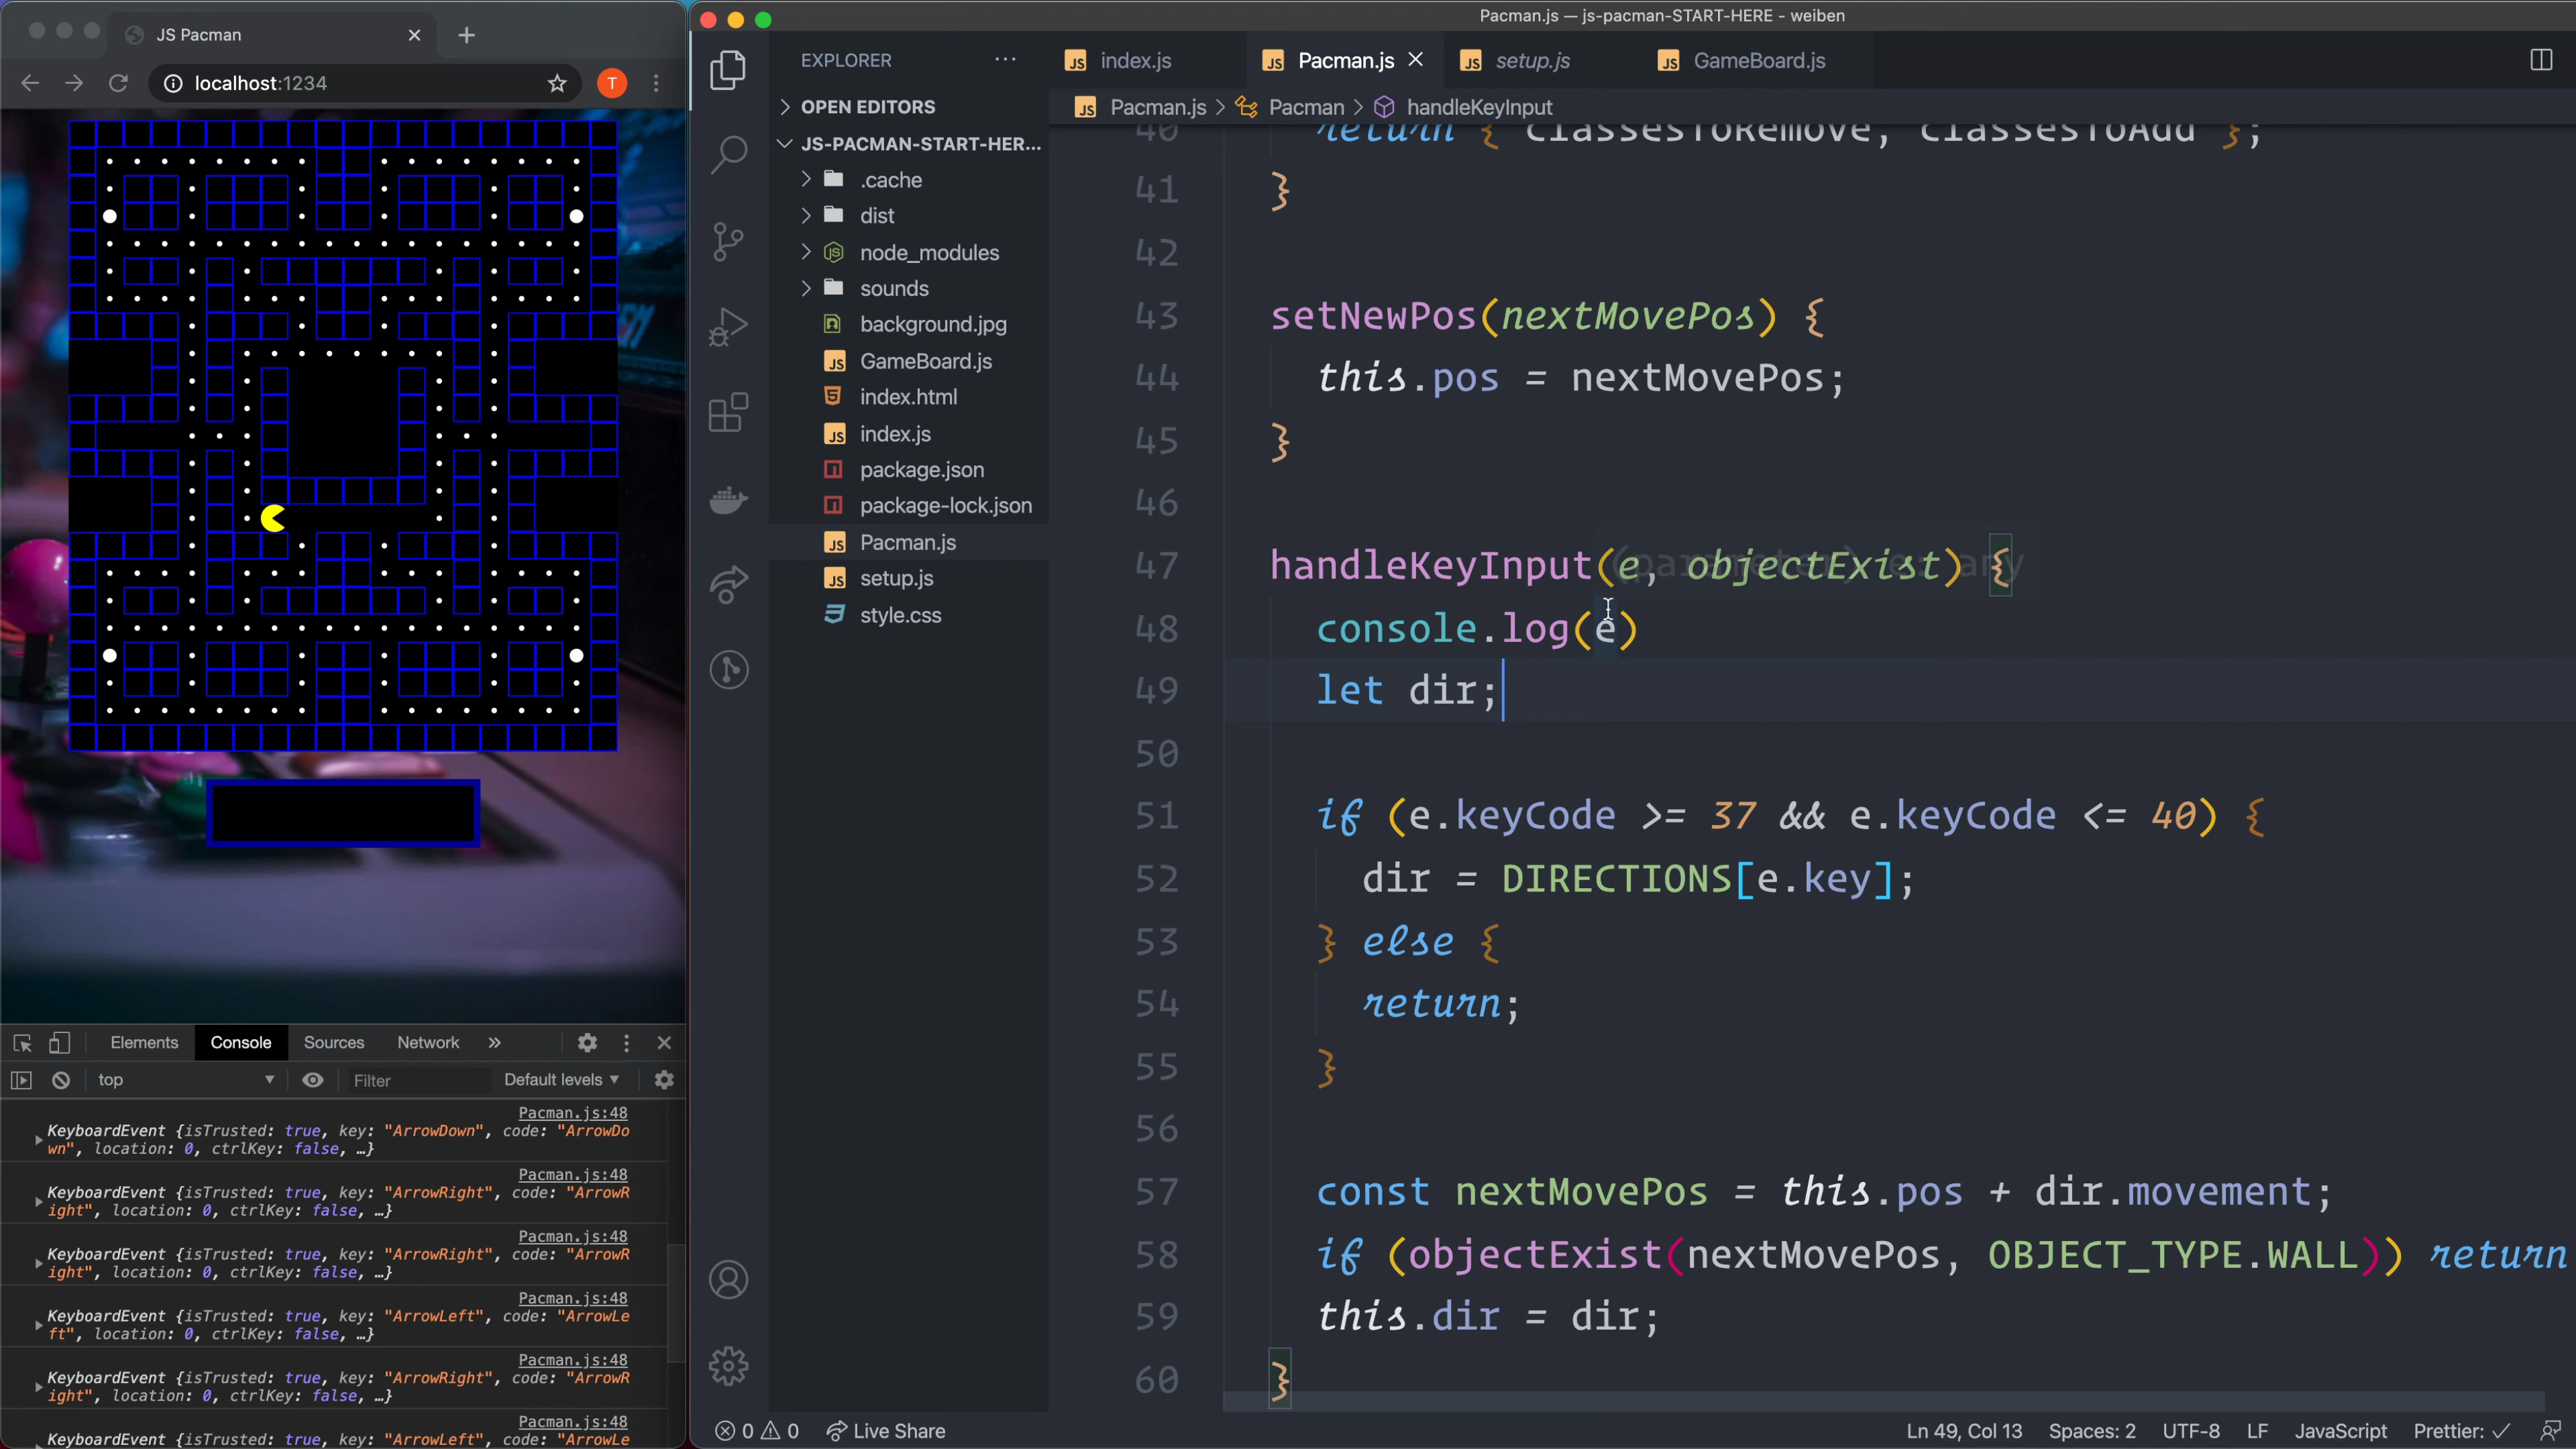 JS Pacman
localhost:1234
T
Elements Console Sources Network
top Filter Default levels
Pacman.js:48
KeyboardEvent {isTrusted: true, key: "ArrowDown", code: "ArrowDo
wn", location: 0, ctrlKey: false, …}
Pacman.js:48
KeyboardEvent {isTrusted: true, key: "ArrowRight", code: "ArrowR
ight", location: 0, ctrlKey: false, …}
Pacman.js:48
KeyboardEvent {isTrusted: true, key: "ArrowRight", code: "ArrowR
ight", location: 0, ctrlKey: false, …}
Pacman.js:48
KeyboardEvent {isTrusted: true, key: "ArrowLeft", code: "ArrowLe
ft", location: 0, ctrlKey: false, …}
Pacman.js:48
KeyboardEvent {isTrusted: true, key: "ArrowRight", code: "ArrowR
ight", location: 0, ctrlKey: false, …}
Pacman.js:48
KeyboardEvent {isTrusted: true, key: "ArrowLeft", code: "ArrowLe
Pacman.js — js-pacman-START-HERE - weiben
EXPLORER
OPEN EDITORS
JS-PACMAN-START-HER...
.cache
dist
node_modules
sounds
background.jpg
GameBoard.js
index.html
index.js
package.json
package-lock.json
Pacman.js
setup.js
style.css
index.js Pacman.js setup.js GameBoard.js
Pacman.js > Pacman > handleKeyInput
40 return { classesToRemove, classesToAdd };
41 }
42
43 setNewPos(nextMovePos) {
44 this.pos = nextMovePos;
45 }
46
47 handleKeyInput(e, objectExist) {
(parameter) e: any
48 console.log(e)
49 let dir;
50
51 if (e.keyCode >= 37 && e.keyCode <= 40) {
52 dir = DIRECTIONS[e.key];
53 } else {
54 return;
55 }
56
57 const nextMovePos = this.pos + dir.movement;
58 if (objectExist(nextMovePos, OBJECT_TYPE.WALL)) return
59 this.dir = dir;
60 }
0 0 Live Share Ln 49, Col 13 Spaces: 2 UTF-8 LF JavaScript Prettier: ✓